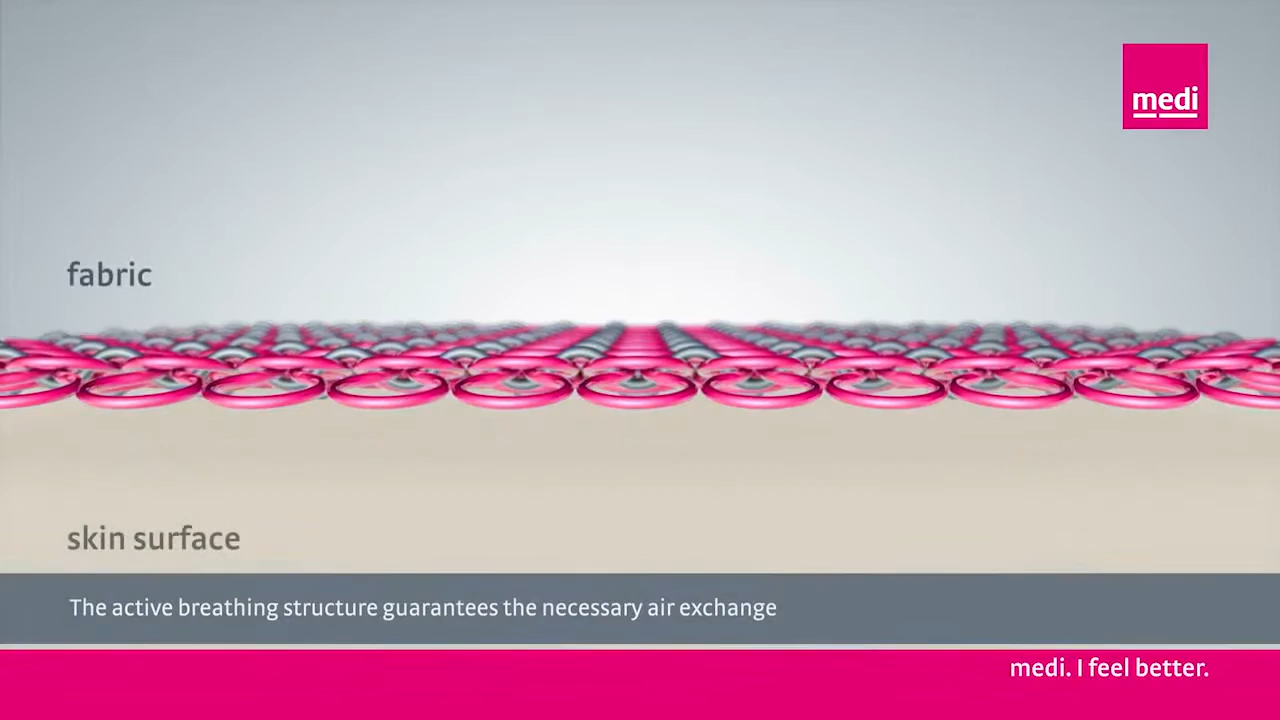 medi
fabric
skin surface
The active breathing structure guarantees the necessary air exchange
medi. I feel better.